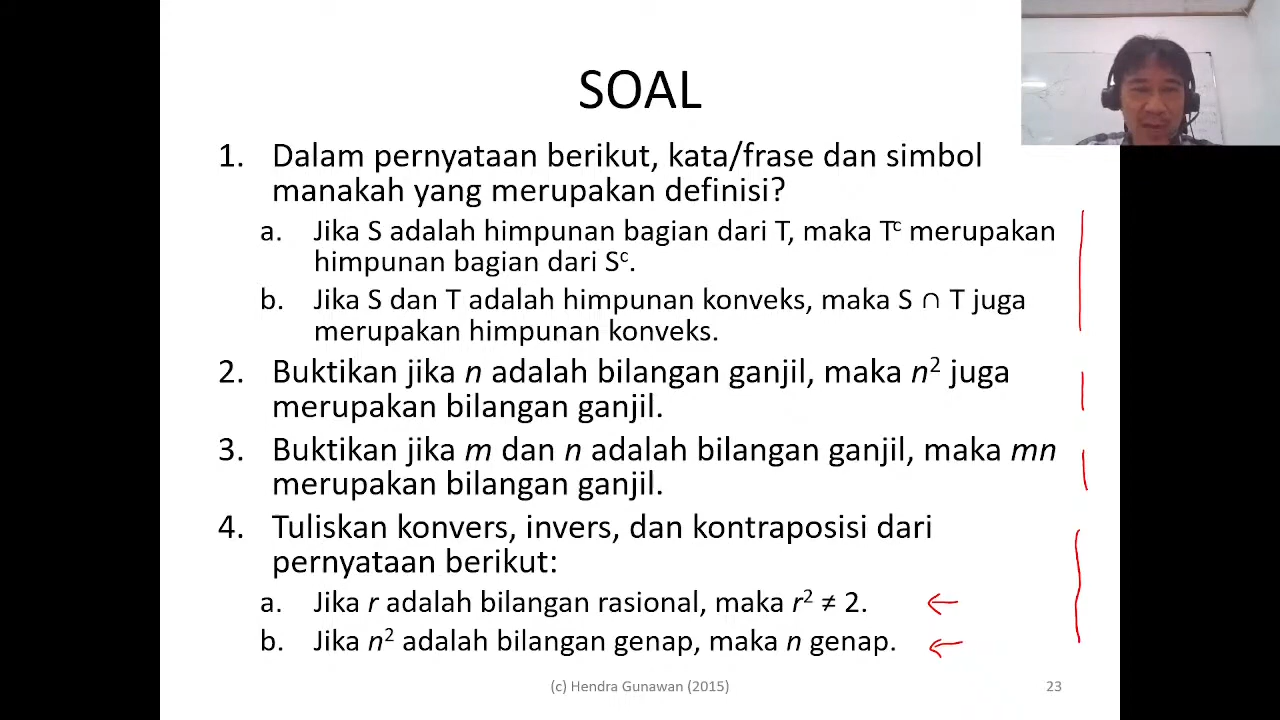 SOAL
1. Dalam pernyataan berikut, kata/frase dan simbol
manakah yang merupakan definisi?
a. Jika S adalah himpunan bagian dari T, maka Tᶜ merupakan
himpunan bagian dari Sᶜ.
b. Jika S dan T adalah himpunan konveks, maka S ∩ T juga
merupakan himpunan konveks.
2. Buktikan jika n adalah bilangan ganjil, maka n² juga
merupakan bilangan ganjil.
3. Buktikan jika m dan n adalah bilangan ganjil, maka mn
merupakan bilangan ganjil.
4. Tuliskan konvers, invers, dan kontraposisi dari
pernyataan berikut:
a. Jika r adalah bilangan rasional, maka r² ≠ 2.
b. Jika n² adalah bilangan genap, maka n genap.
(c) Hendra Gunawan (2015) 23